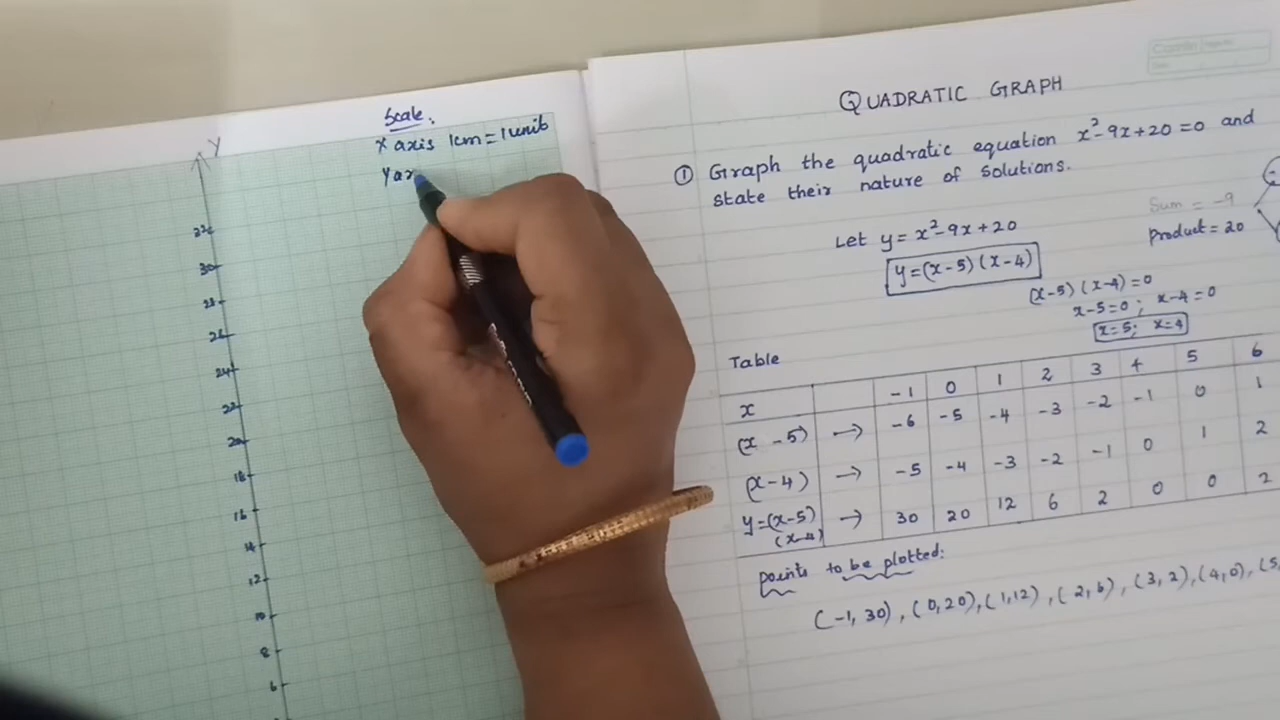 Scale.
X axis 1cm = 1 unit
Y ax
Y
32
30
28
26
24
22
20
18
16
14
12
10
8
6
QUADRATIC GRAPH
① Graph the quadratic equation x²-9x+20=0 and
state their nature of solutions.
Sum = -9
Product = 20
Let y = x²-9x+20
y=(x-5)(x-4)
(x-5)(x-4)=0
x-5=0; x-4=0
x=5; x=4
Table
x -1 0 1 2 3 4 5 6
(x -5) → -6 -5 -4 -3 -2 -1 0 1
(x-4) → -5 -4 -3 -2 -1 0 1 2
y=(x-5) (x-4) → 30 20 12 6 2 0 0 2
points to be plotted:
(-1, 30), (0,20), (1,12), (2,6), (3,2), (4,0), (5,